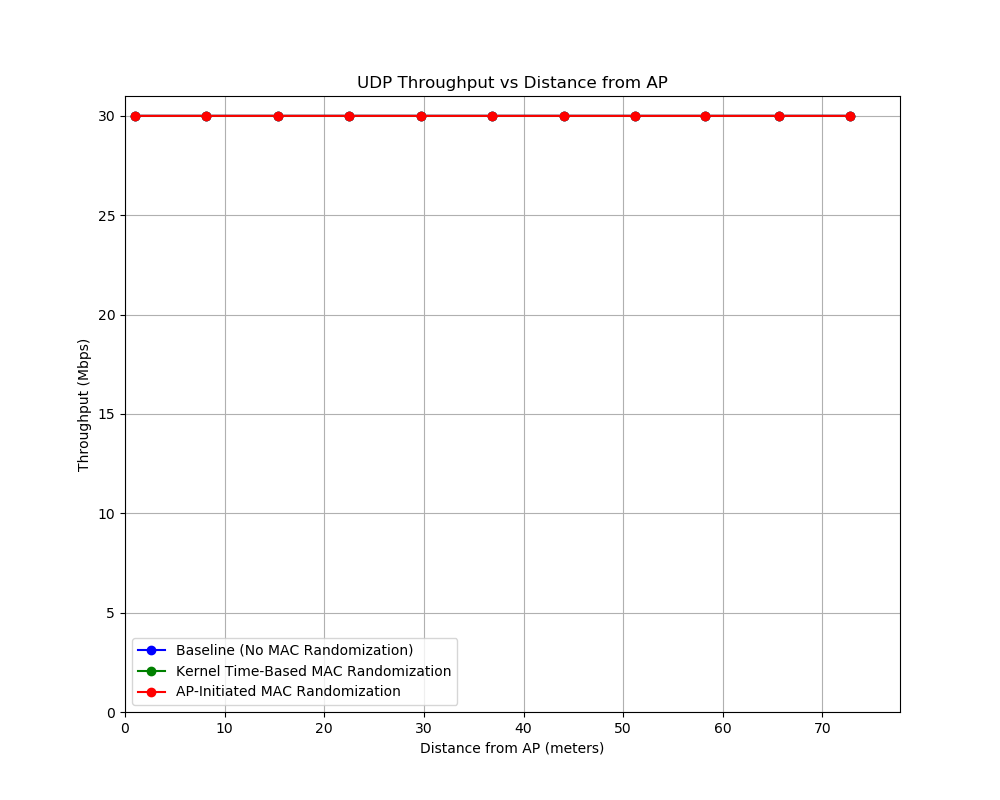 UDP Throughput vs Distance from AP
30
25
20
15
10
5
0
Throughput (Mbps)
Baseline (No MAC Randomization)
Kernel Time-Based MAC Randomization
AP-Initiated MAC Randomization
0 10 20 30 40 50 60 70
Distance from AP (meters)